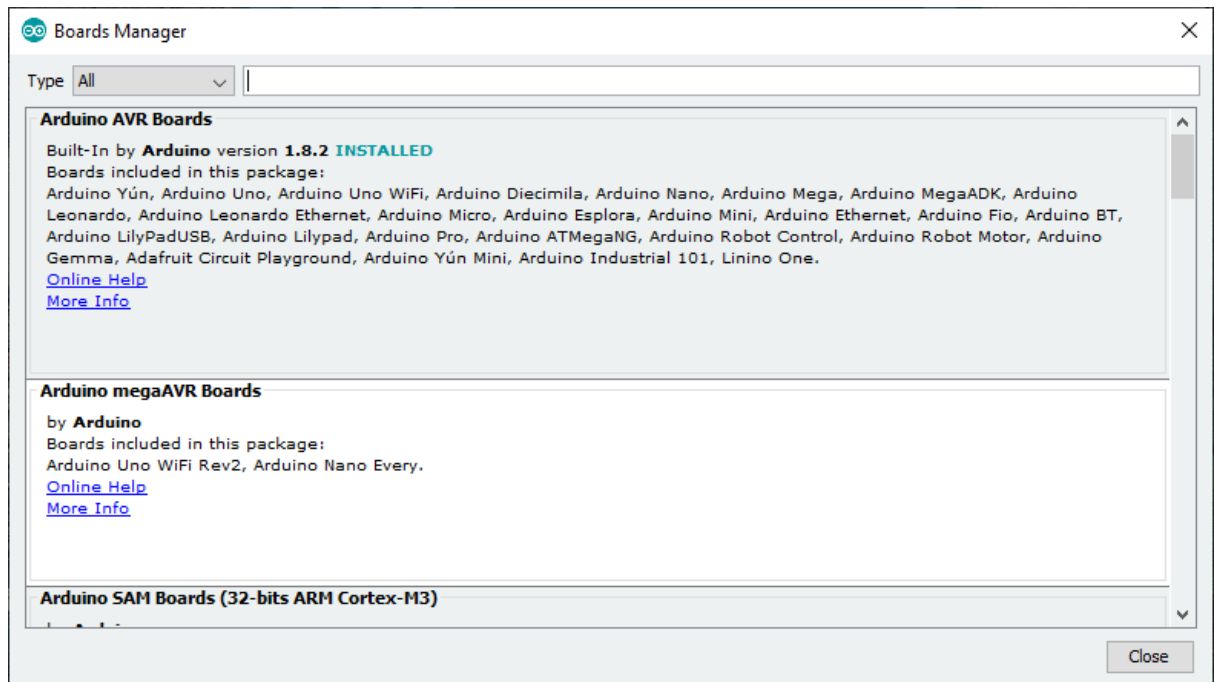 Boards Manager
Type All
Arduino AVR Boards
Built-In by Arduino version 1.8.2 INSTALLED
Boards included in this package:
Arduino Yún, Arduino Uno, Arduino Uno WiFi, Arduino Diecimila, Arduino Nano, Arduino Mega, Arduino MegaADK, Arduino
Leonardo, Arduino Leonardo Ethernet, Arduino Micro, Arduino Esplora, Arduino Mini, Arduino Ethernet, Arduino Fio, Arduino BT,
Arduino LilyPadUSB, Arduino Lilypad, Arduino Pro, Arduino ATMegaNG, Arduino Robot Control, Arduino Robot Motor, Arduino
Gemma, Adafruit Circuit Playground, Arduino Yún Mini, Arduino Industrial 101, Linino One.
Online Help
More Info
Arduino megaAVR Boards
by Arduino
Boards included in this package:
Arduino Uno WiFi Rev2, Arduino Nano Every.
Online Help
More Info
Arduino SAM Boards (32-bits ARM Cortex-M3)
Close